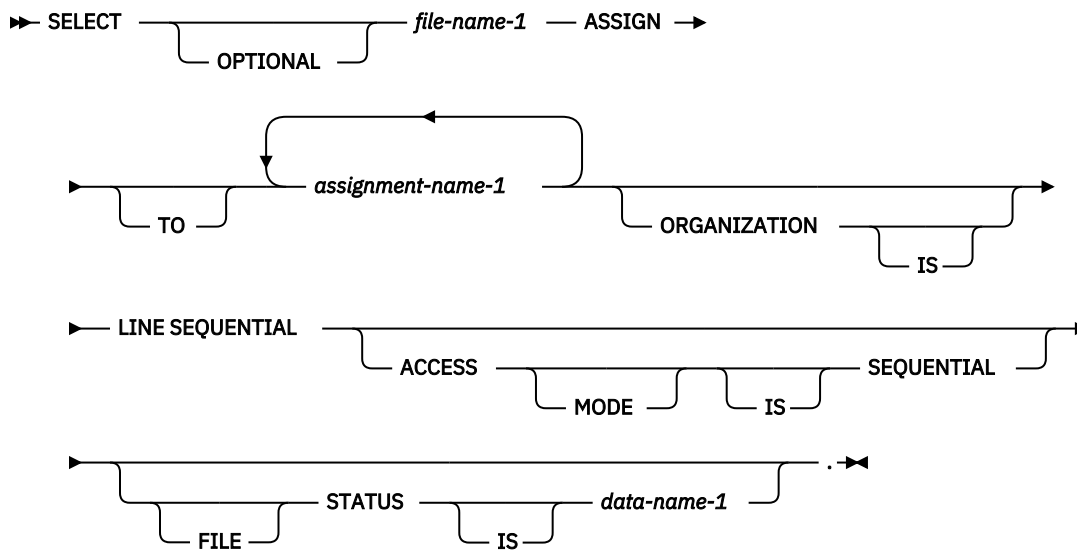 SELECT file-name-1 ASSIGN
OPTIONAL
assignment-name-1
TO
ORGANIZATION
IS
LINE SEQUENTIAL
ACCESS SEQUENTIAL
MODE IS
.
STATUS data-name-1
FILE IS